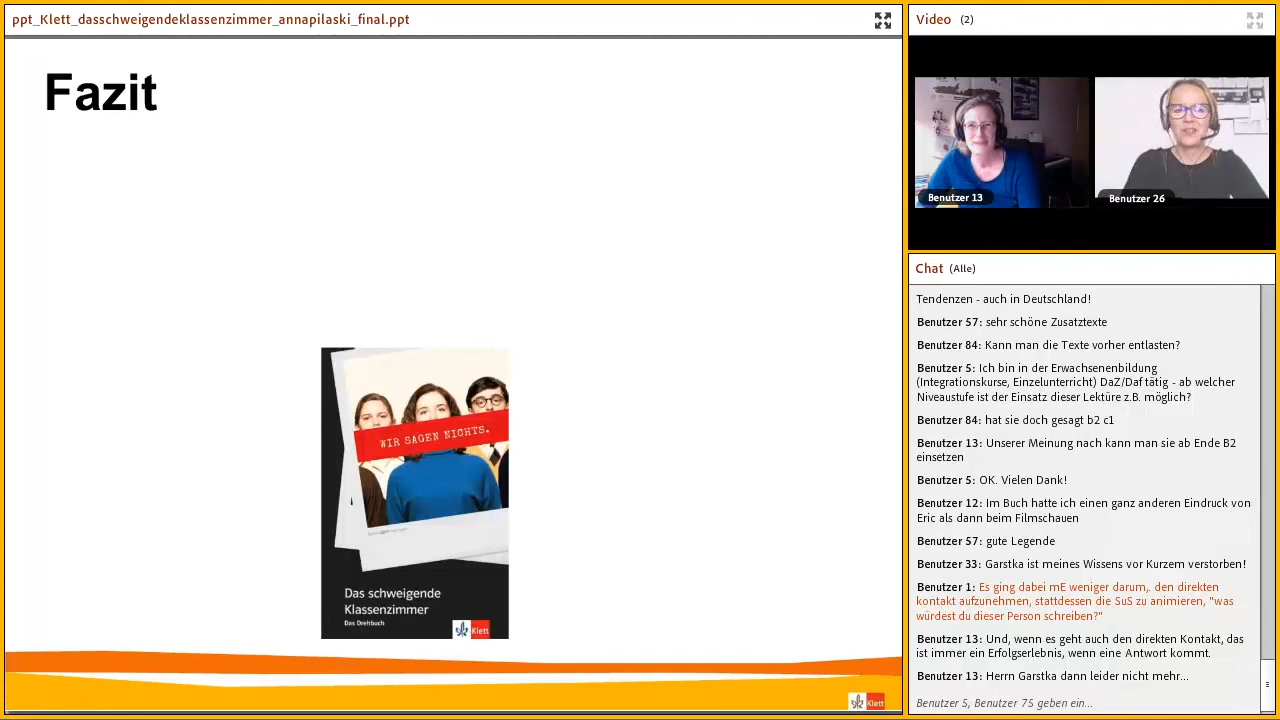 ppt_Klett_dasschweigendeklassenzimmer_annapilaski_final.ppt
Fazit
WIR SAGEN NICHTS.
Das schweigende
Klassenzimmer
Das Drehbuch
Klett
Klett
Video (2)
Benutzer 13
Benutzer 26
Chat (Alle)
Tendenzen - auch in Deutschland!
Benutzer 57: sehr schöne Zusatztexte
Benutzer 84: Kann man die Texte vorher entlasten?
Benutzer 5: Ich bin in der Erwachsenenbildung
(Integrationskurse, Einzelunterricht) DaZ/Daf tätig - ab welcher
Niveaustufe ist der Einsatz dieser Lektüre z.B. möglich?
Benutzer 84: hat sie doch gesagt b2 c1
Benutzer 13: Unserer Meinung nach kann man sie ab Ende B2
einsetzen
Benutzer 5: OK. Vielen Dank!
Benutzer 12: Im Buch hatte ich einen ganz anderen Eindruck von
Eric als dann beim Filmschauen
Benutzer 57: gute Legende
Benutzer 33: Garstka ist meines Wissens vor Kurzem verstorben!
Benutzer 1: Es ging dabei mE weniger darum,. den direkten
kontakt aufzunehmen, stattdessen die SuS zu animieren, "was
würdest du dieser Person schreiben?"
Benutzer 13: Und, wenn es geht auch den direkten Kontakt, das
ist immer ein Erfolgserlebnis, wenn eine Antwort kommt.
Benutzer 13: Herrn Garstka dann leider nicht mehr...
Benutzer 5, Benutzer 75 geben ein...